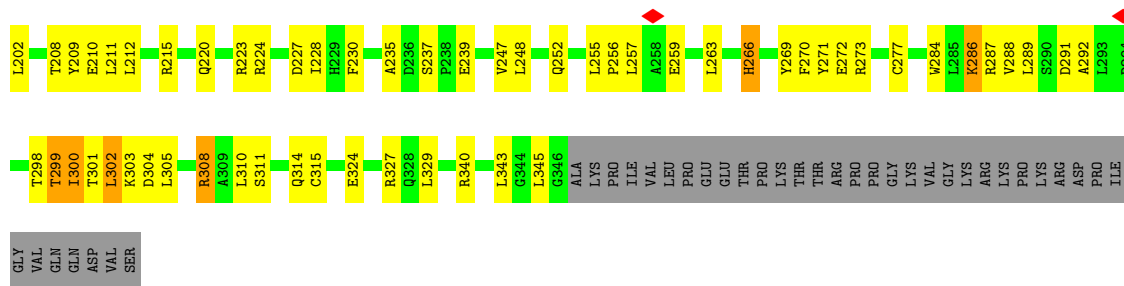 L202 T208 Y209 E210 L211 L212 R215 Q220 R223 R224 D227 I228 H229 F230 A235 D236 S237 P238 E239 V247 L248 Q252 L255 P256 L257 A258 E259 L263 H266 Y269 F270 Y271 E272 R273 C277 W284 L285 K286 R287 V288 L289 S290 D291 A292 L293
T298 T299 I300 T301 L302 K303 D304 L305 R308 A309 L310 S311 Q314 C315 E324 R327 Q328 L329 R340 L343 G344 L345 G346 ALA LYS PRO ILE VAL LEU PRO GLU GLU THR PRO LYS THR THR ARG PRO PRO GLY LYS VAL GLY LYS ARG LYS PRO LYS ARG ASP PRO ILE
GLY VAL GLN GLN ASP VAL SER